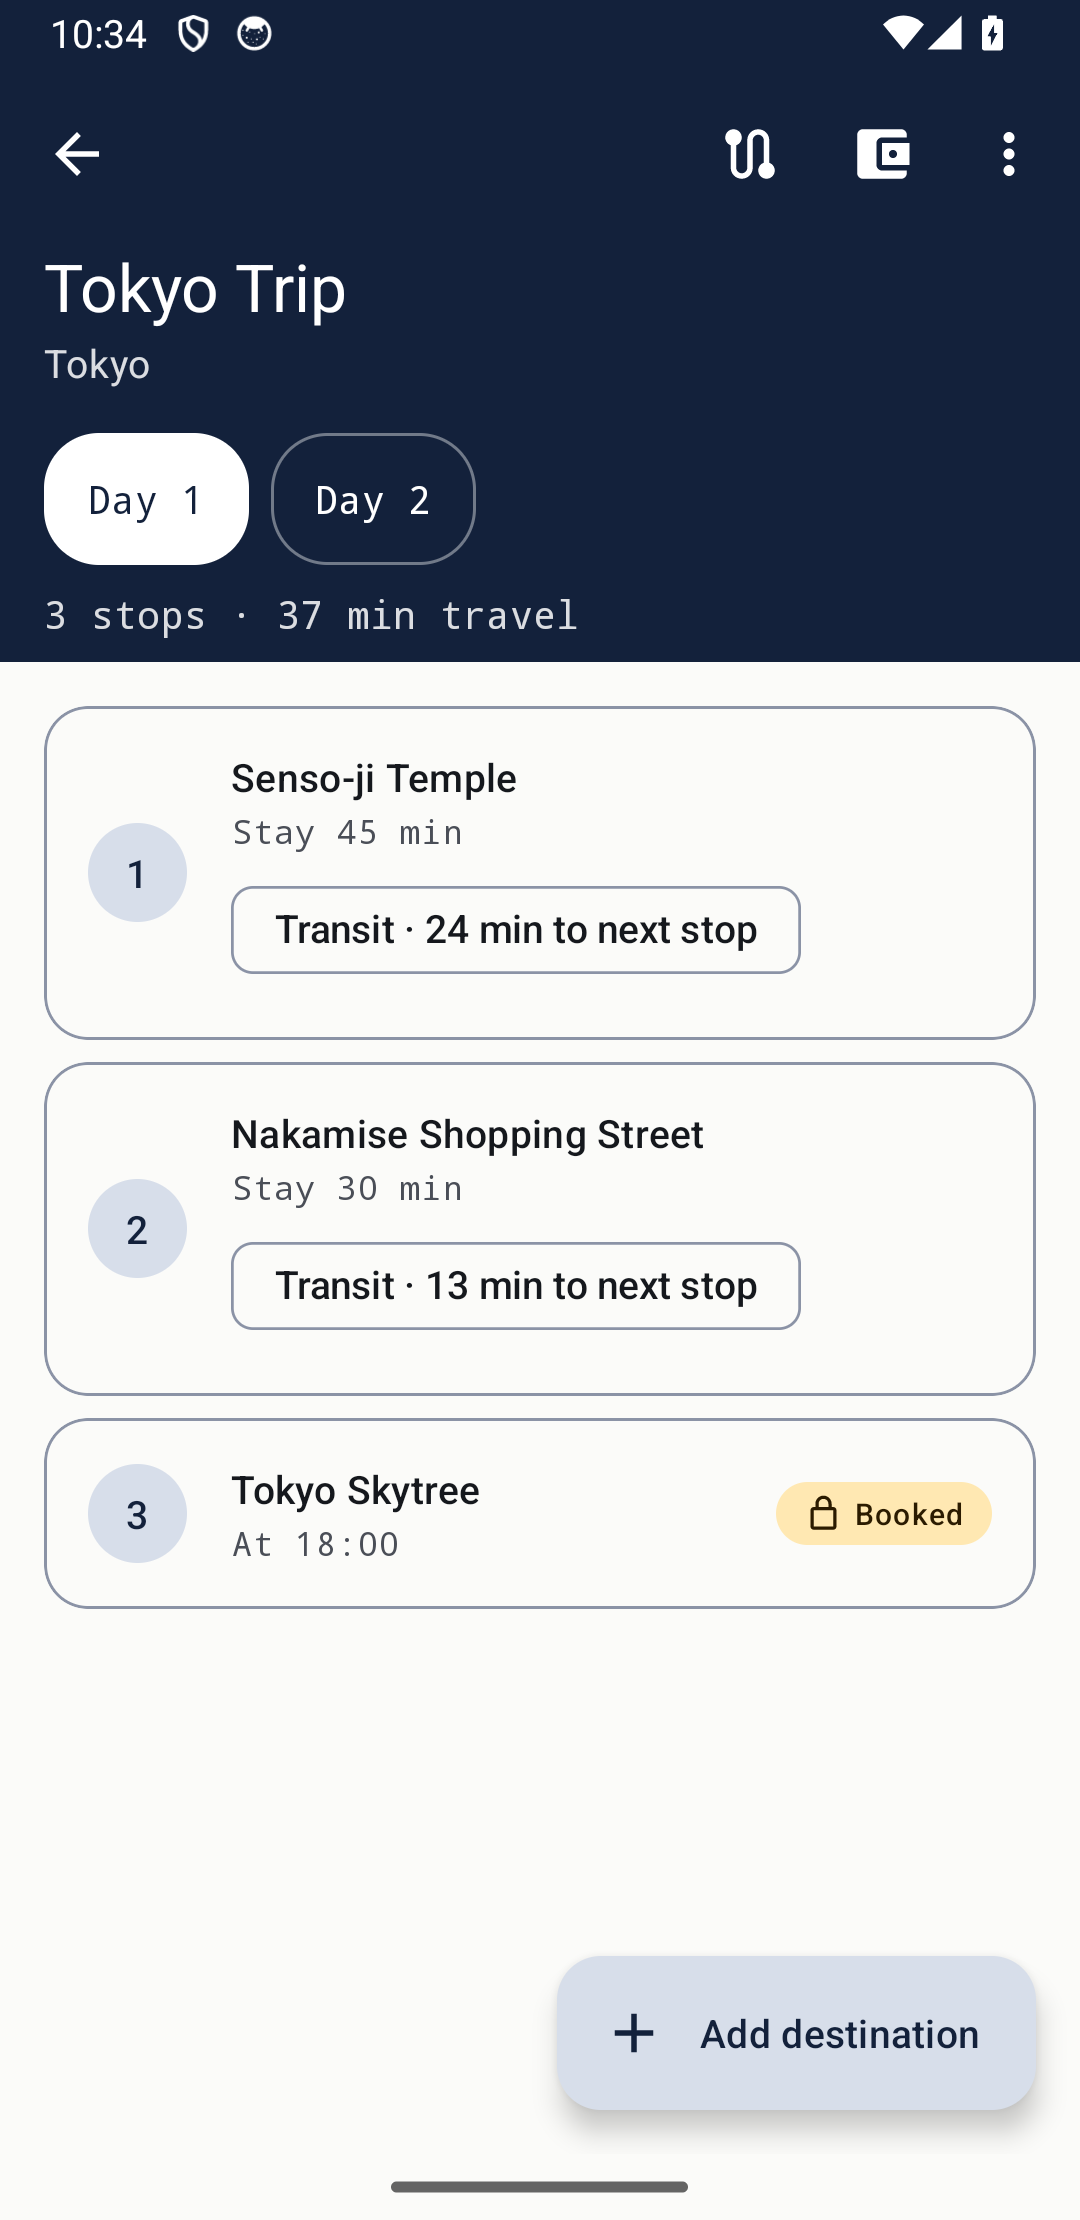 10:34
Tokyo Trip
Tokyo
Day 1
Day 2
3 stops · 37 min travel
1
Senso-ji Temple
Stay 45 min
Transit · 24 min to next stop
2
Nakamise Shopping Street
Stay 30 min
Transit · 13 min to next stop
3
Tokyo Skytree
At 18:00
Booked
Add destination